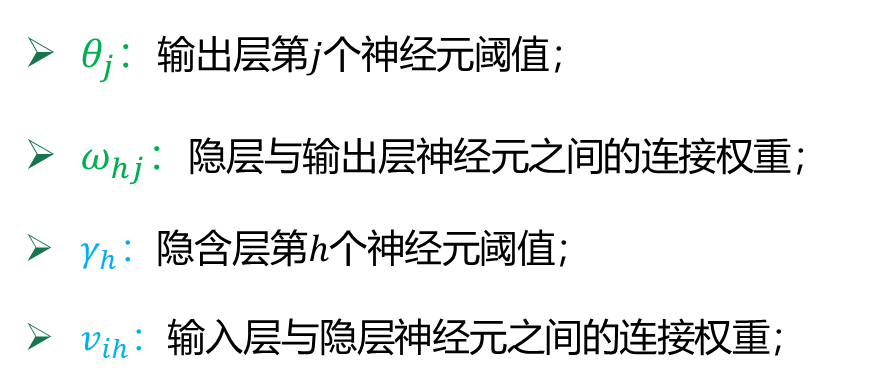 ➢ θⱼ：输出层第j个神经元阈值；
➢ ωₕⱼ：隐层与输出层神经元之间的连接权重；
➢ γₕ：隐含层第h个神经元阈值；
➢ vᵢₕ：输入层与隐层神经元之间的连接权重；